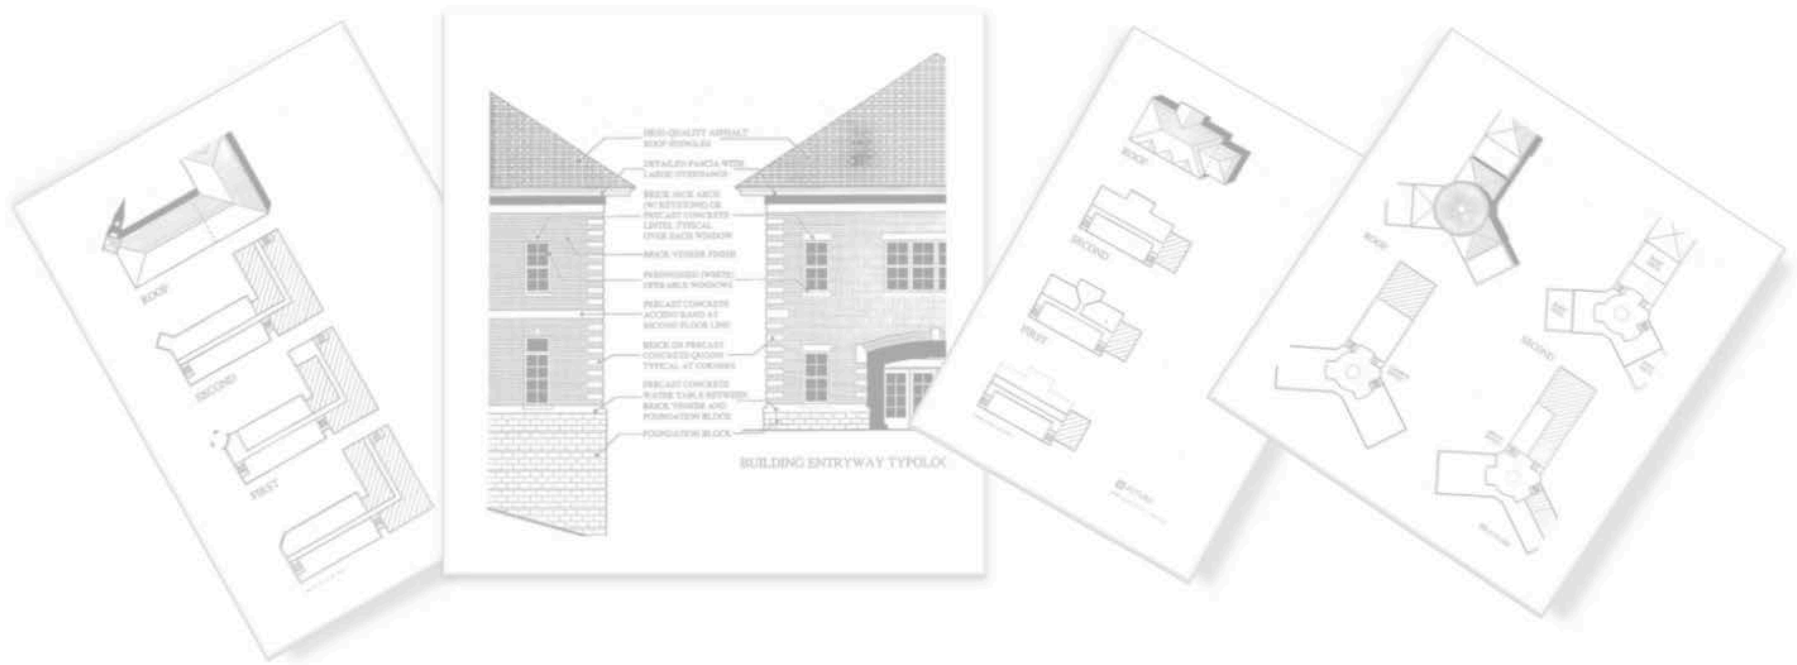 ROOF
SECOND
FIRST
HIGH-QUALITY ASPHALT
ROOF SHINGLES
DETAILED FASCIA WITH
LARGE OVERHANGS
BRICK JACK ARCH
(W/ KEYSTONE) OR
PRECAST CONCRETE
LINTEL TYPICAL
OVER EACH WINDOW
BRICK VENEER FINISH
PREFINISHED (WHITE)
OPERABLE WINDOWS
PRECAST CONCRETE
ACCENT BAND AT
SECOND FLOOR LINE
BRICK OR PRECAST
CONCRETE QUOINS
TYPICAL AT CORNERS
PRECAST CONCRETE
WATER TABLE BETWEEN
BRICK VENEER AND
FOUNDATION BLOCK
FOUNDATION BLOCK
BUILDING ENTRYWAY TYPOLOG
ROOF
SECOND
FIRST
FUTURE
ROOF
SECOND